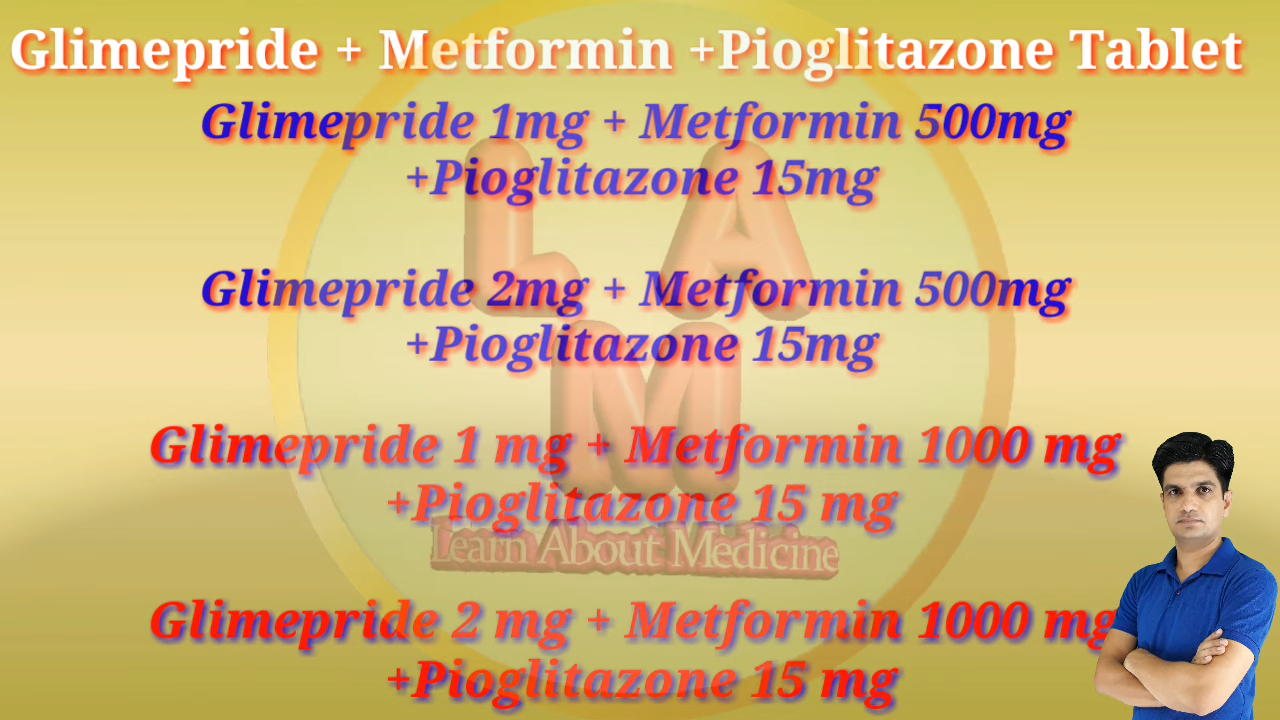 Glimepride + Metformin +Pioglitazone Tablet
Glimepride 1mg + Metformin 500mg
+Pioglitazone 15mg
Glimepride 2mg + Metformin 500mg
+Pioglitazone 15mg
Glimepride 1 mg + Metformin 1000 mg
+Pioglitazone 15 mg
Glimepride 2 mg + Metformin 1000 mg
+Pioglitazone 15 mg
L A
M
Learn About Medicine